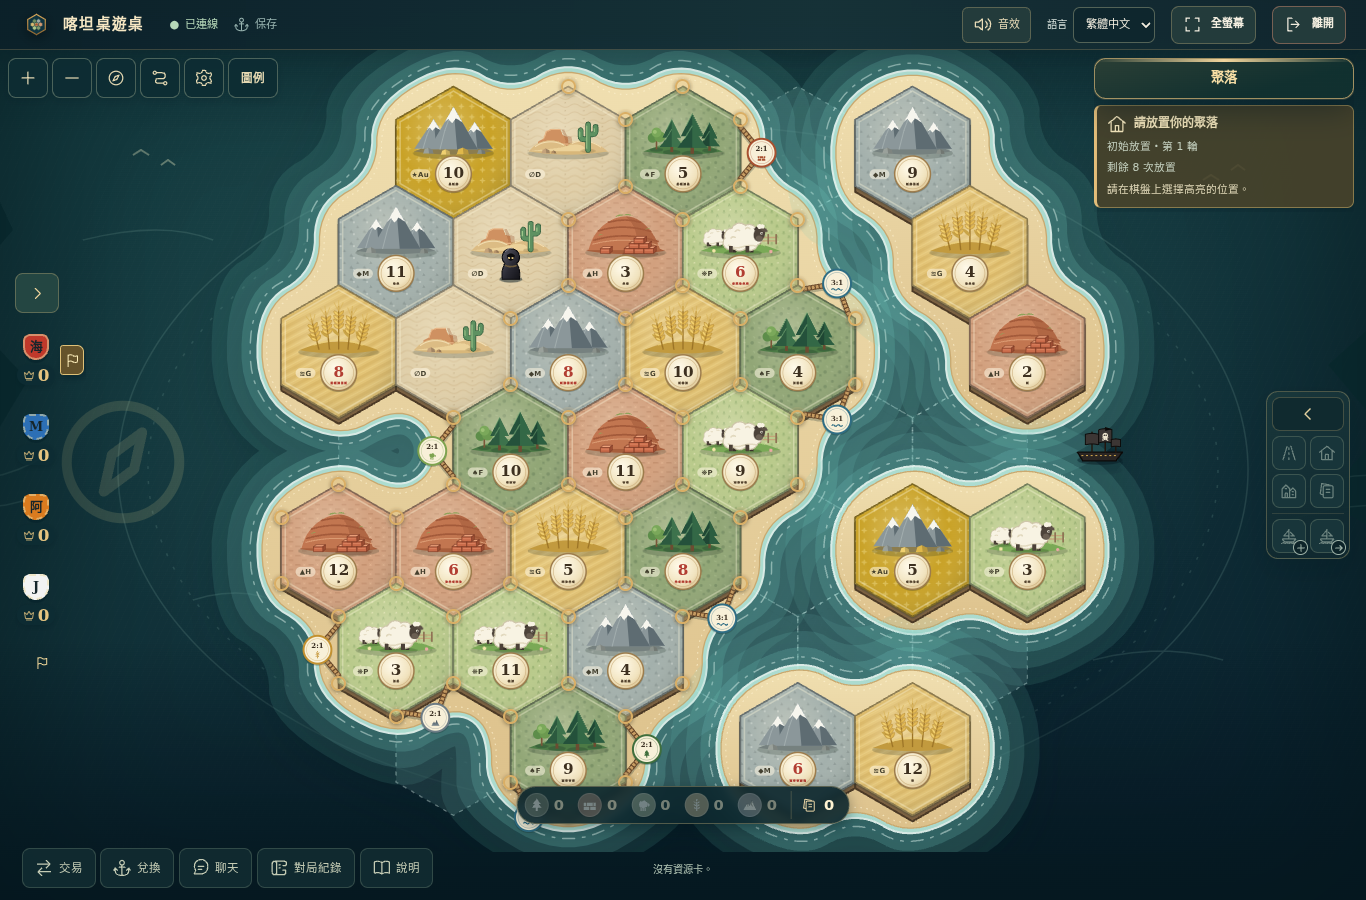 喀坦桌遊桌
已連線
保存
音效
語言
繁體中文
全螢幕
離開
圖例
聚落
請放置你的聚落
初始放置・第 1 輪
剩餘 8 次放置
請在棋盤上選擇高亮的位置。
★Au 10
∅D
♠F 5
2:1
◆M 9
◆M 11
∅D
▲H 3
❋P 6
≋G 4
3:1
≋G 8
∅D
◆M 8
≋G 10
♠F 4
▲H 2
海 0
M 0
阿 0
J 0
2:1
♠F 10
▲H 11
❋P 9
3:1
▲H 12
▲H 6
≋G 5
♠F 8
★Au 5
❋P 3
3:1
2:1
❋P 3
❋P 11
◆M 4
2:1
♠F 9
2:1
◆M 6
≋G 12
0 0 0 0 0 0
交易
兌換
聊天
對局紀錄
說明
沒有資源卡。